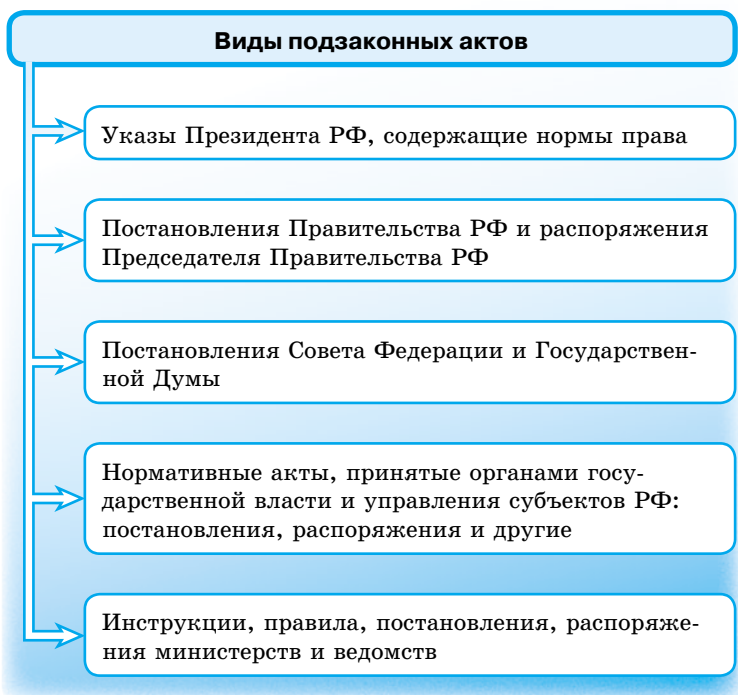 Виды подзаконных актов
Указы Президента РФ, содержащие нормы права
Постановления Правительства РФ и распоряжения
Председателя Правительства РФ
Постановления Совета Федерации и Государствен-
ной Думы
Нормативные акты, принятые органами госу-
дарственной власти и управления субъектов РФ:
постановления, распоряжения и другие
Инструкции, правила, постановления, распоряже-
ния министерств и ведомств